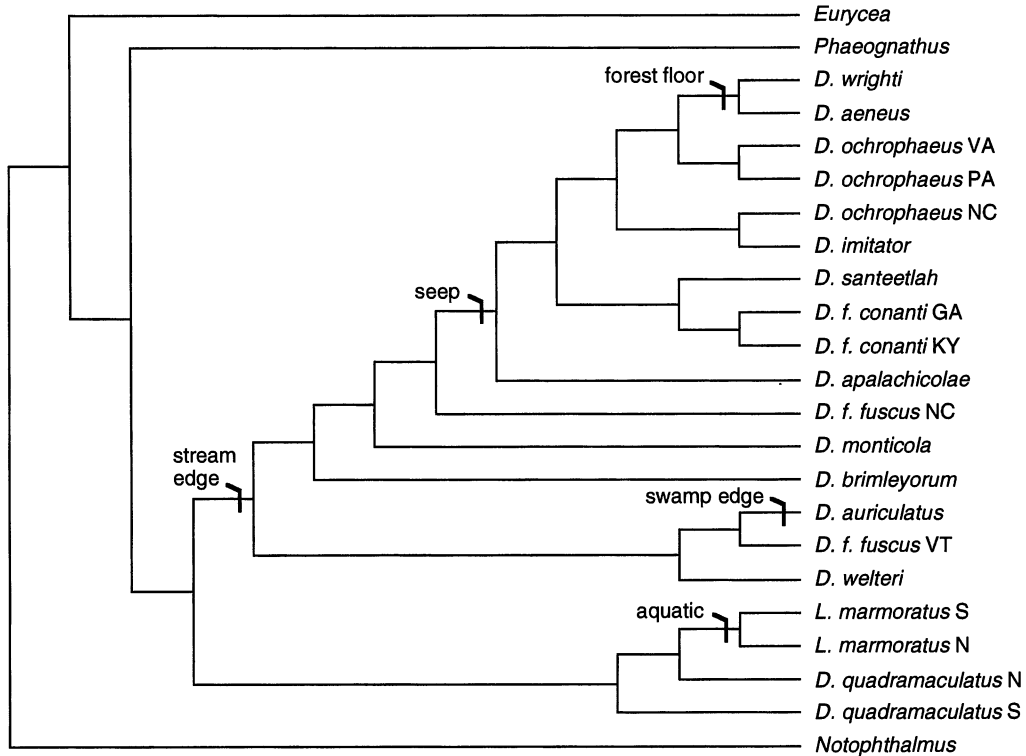 Eurycea
Phaeognathus
forest floor
D. wrighti
D. aeneus
D. ochrophaeus VA
D. ochrophaeus PA
D. ochrophaeus NC
D. imitator
D. santeetlah
seep
D. f. conanti GA
D. f. conanti KY
D. apalachicolae
D. f. fuscus NC
D. monticola
stream
edge
D. brimleyorum
swamp edge
D. auriculatus
D. f. fuscus VT
D. welteri
aquatic
L. marmoratus S
L. marmoratus N
D. quadramaculatus N
D. quadramaculatus S
Notophthalmus